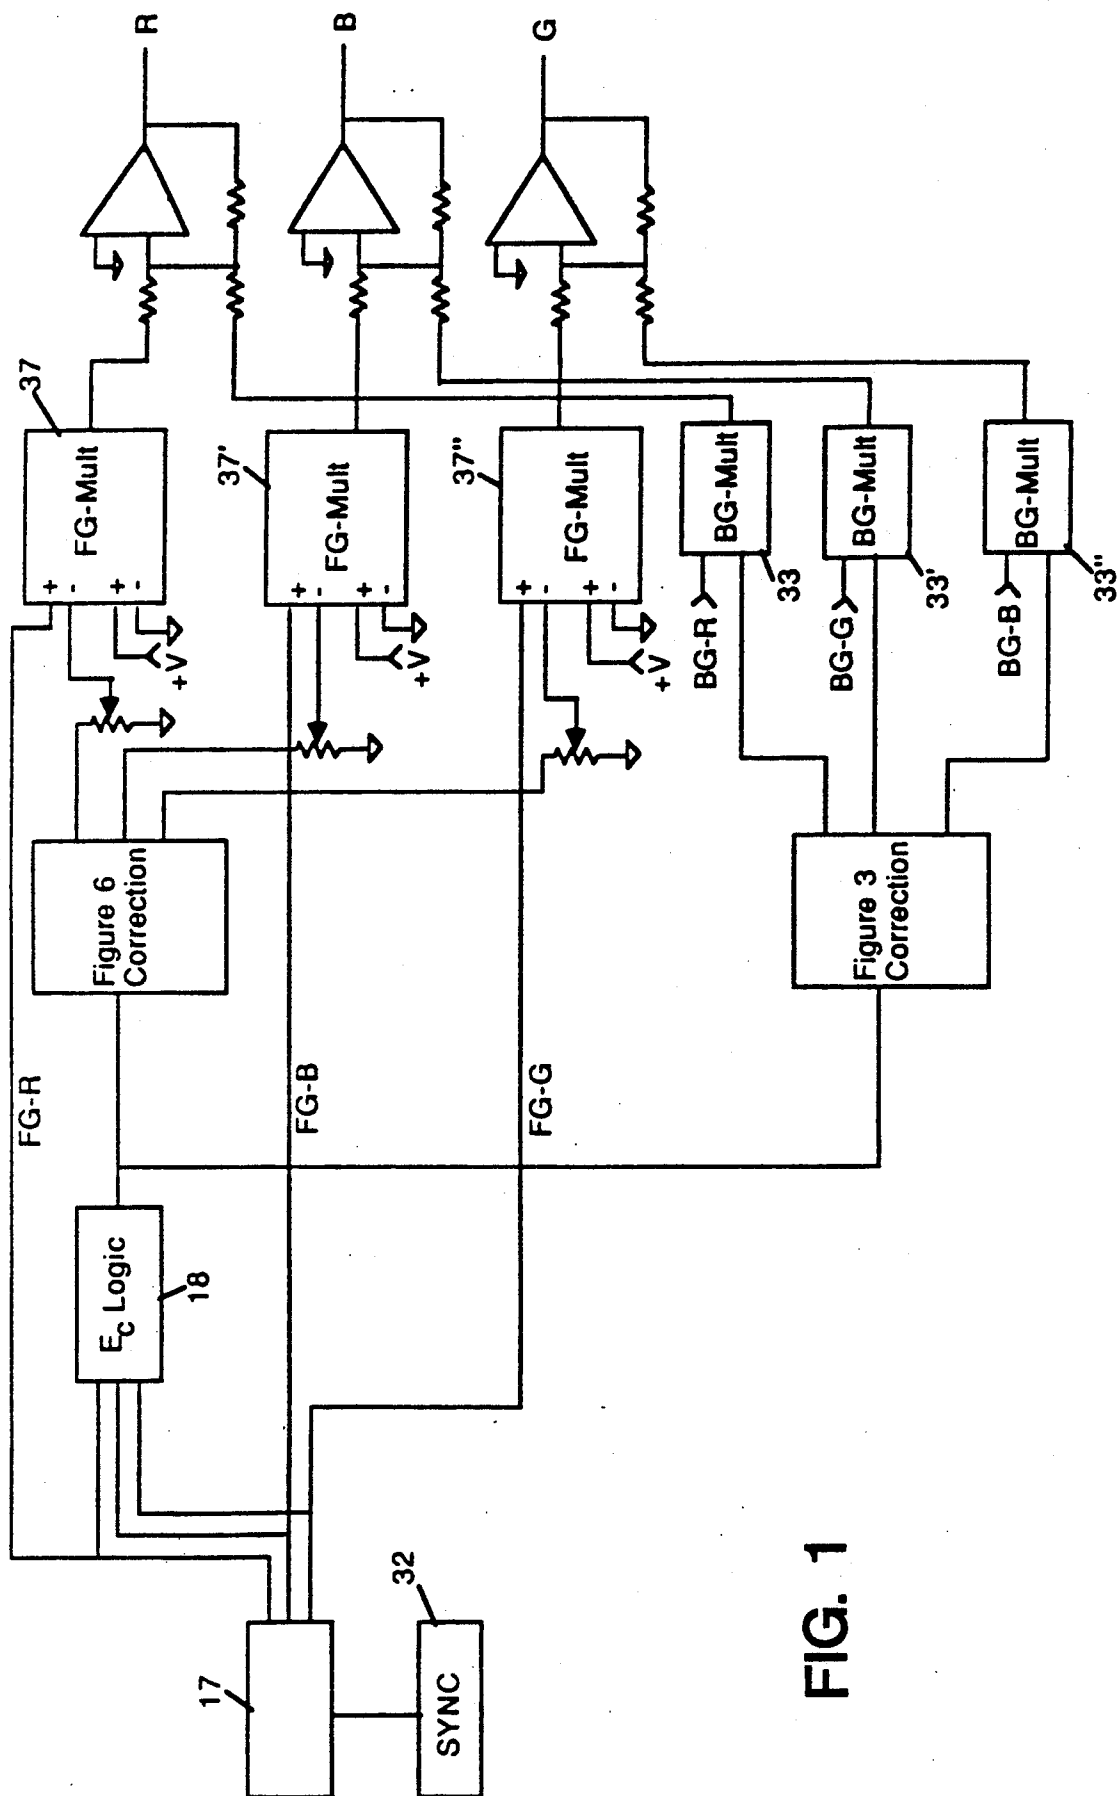 R
B
G
37
FG-Mult
+
-
+
-
+V
37'
FG-Mult
+
-
+
-
+V
37"
FG-Mult
+
-
+
-
+V
BG-Mult
BG-R
33
BG-Mult
BG-G
33'
BG-Mult
BG-B
33"
Figure 6
Correction
Figure 3
Correction
FG-R
FG-B
FG-G
Ec Logic
18
17
SYNC
32
FIG. 1